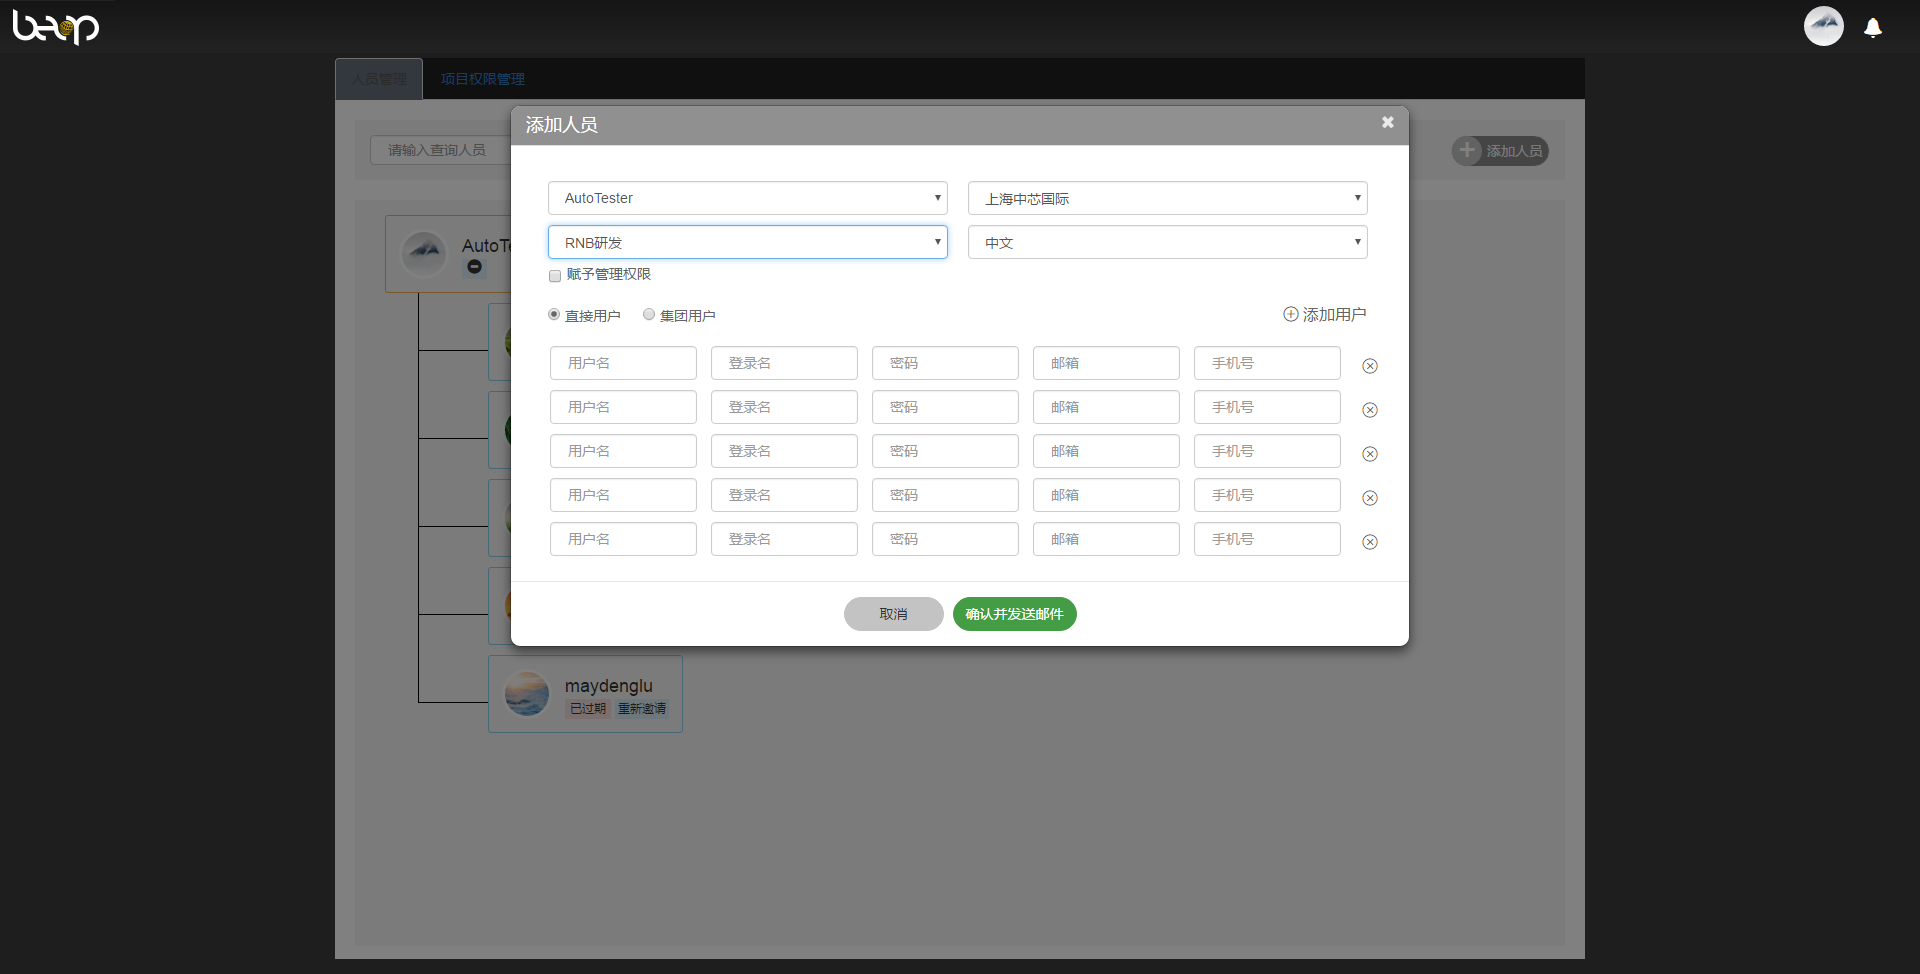 beop
人员管理 项目权限管理
添加人员
请输入查询人员
添加人员
AutoTester 上海中芯国际
AutoTe
RNB研发 中文
赋予管理权限
直接用户 集团用户 添加用户
用户名 登录名 密码 邮箱 手机号
用户名 登录名 密码 邮箱 手机号
用户名 登录名 密码 邮箱 手机号
用户名 登录名 密码 邮箱 手机号
用户名 登录名 密码 邮箱 手机号
取消 确认并发送邮件
maydenglu
已过期 重新邀请